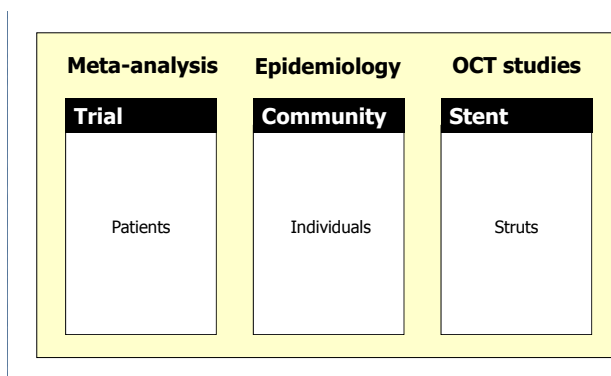 Meta-analysis
Epidemiology
OCT studies
Trial
Community
Stent
Patients
Individuals
Struts